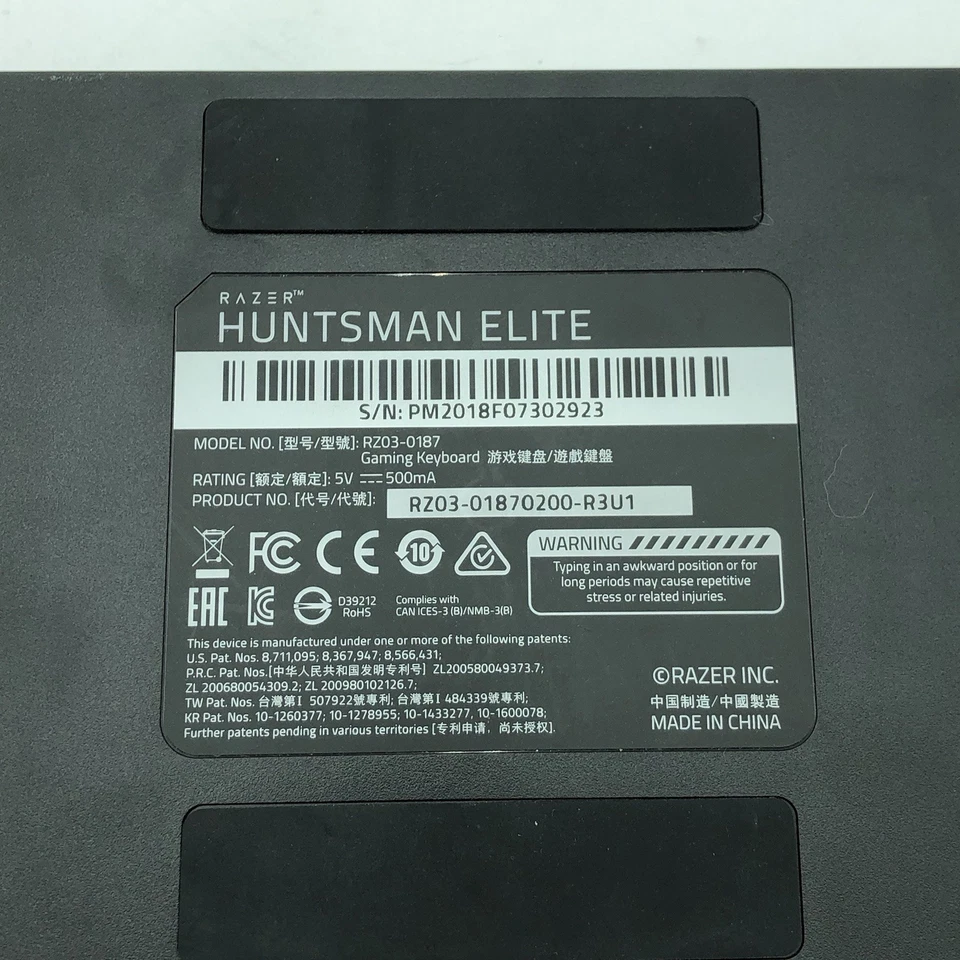 RAZER™
HUNTSMAN ELITE
S/N: PM2018F07302923
MODEL NO. [型号/型號]: RZ03-0187
Gaming Keyboard 游戏键盘/遊戲鍵盤
RATING [额定/額定]: 5V ⎓ 500mA
PRODUCT NO. [代号/代號]: RZ03-01870200-R3U1
FC CE 10
WARNING
Typing in an awkward position or for
long periods may cause repetitive
stress or related injuries.
EAC KC D39212
RoHS
Complies with
CAN ICES-3 (B)/NMB-3(B)
This device is manufactured under one or more of the following patents:
U.S. Pat. Nos. 8,711,095; 8,367,947; 8,566,431;
P.R.C. Pat. Nos.[中华人民共和国发明专利号] ZL200580049373.7;
ZL 200680054309.2; ZL 200980102126.7;
TW Pat. Nos. 台灣第I 507922號專利; 台灣第I 484339號專利;
KR Pat. Nos. 10-1260377; 10-1278955; 10-1433277, 10-1600078;
Further patents pending in various territories [专利申请，尚未授权].
©RAZER INC.
中国制造/中國製造
MADE IN CHINA